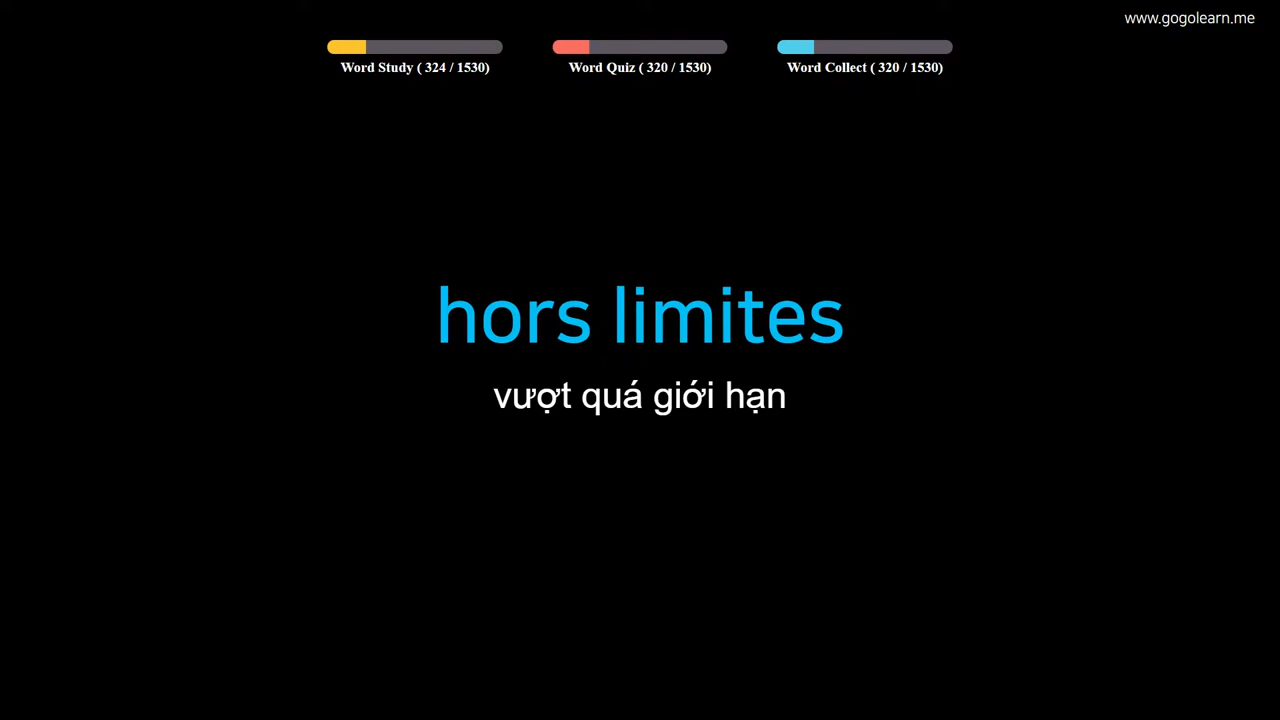 www.gogolearn.me
Word Study ( 324 / 1530)
Word Quiz ( 320 / 1530)
Word Collect ( 320 / 1530)
hors limites
vượt quá giới hạn